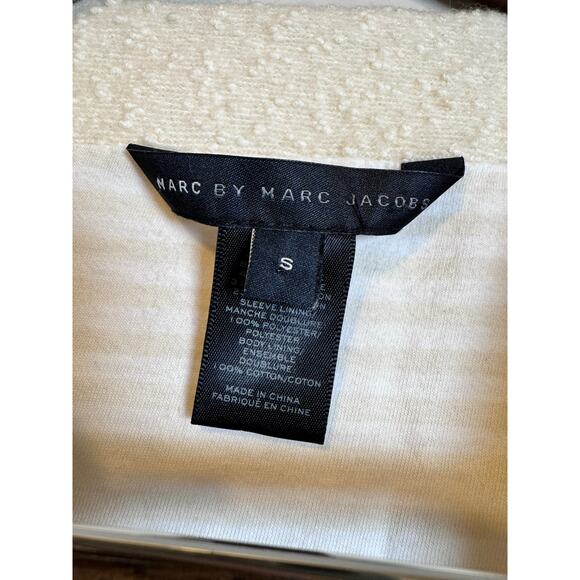 MARC BY MARC JACOBS
S
SLEEVE LINING/
MANCHE DOUBLURE
100% POLYESTER/
POLYESTER
BODY LINING/
ENSEMBLE
DOUBLURE
100% COTTON/COTON
MADE IN CHINA
FABRIQUÉ EN CHINE